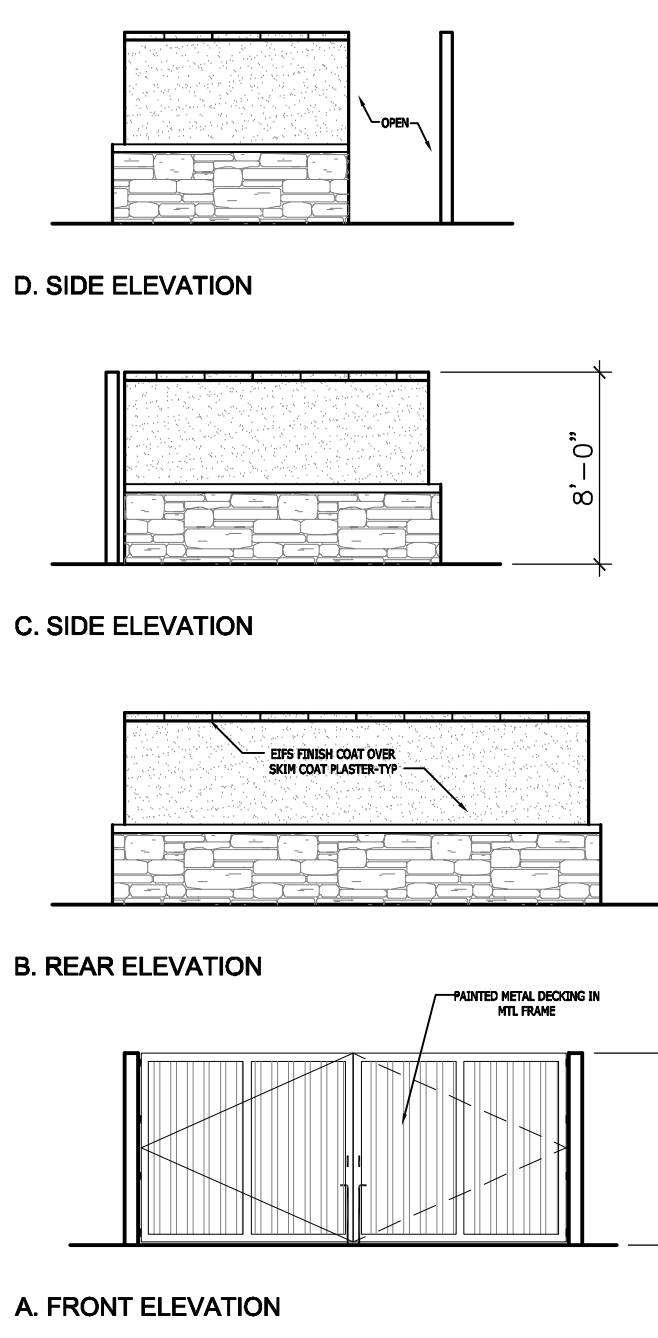 OPEN
D. SIDE ELEVATION
8'-0"
C. SIDE ELEVATION
EIFS FINISH COAT OVER
SKIM COAT PLASTER-TYP
B. REAR ELEVATION
PAINTED METAL DECKING IN
MTL FRAME
A. FRONT ELEVATION